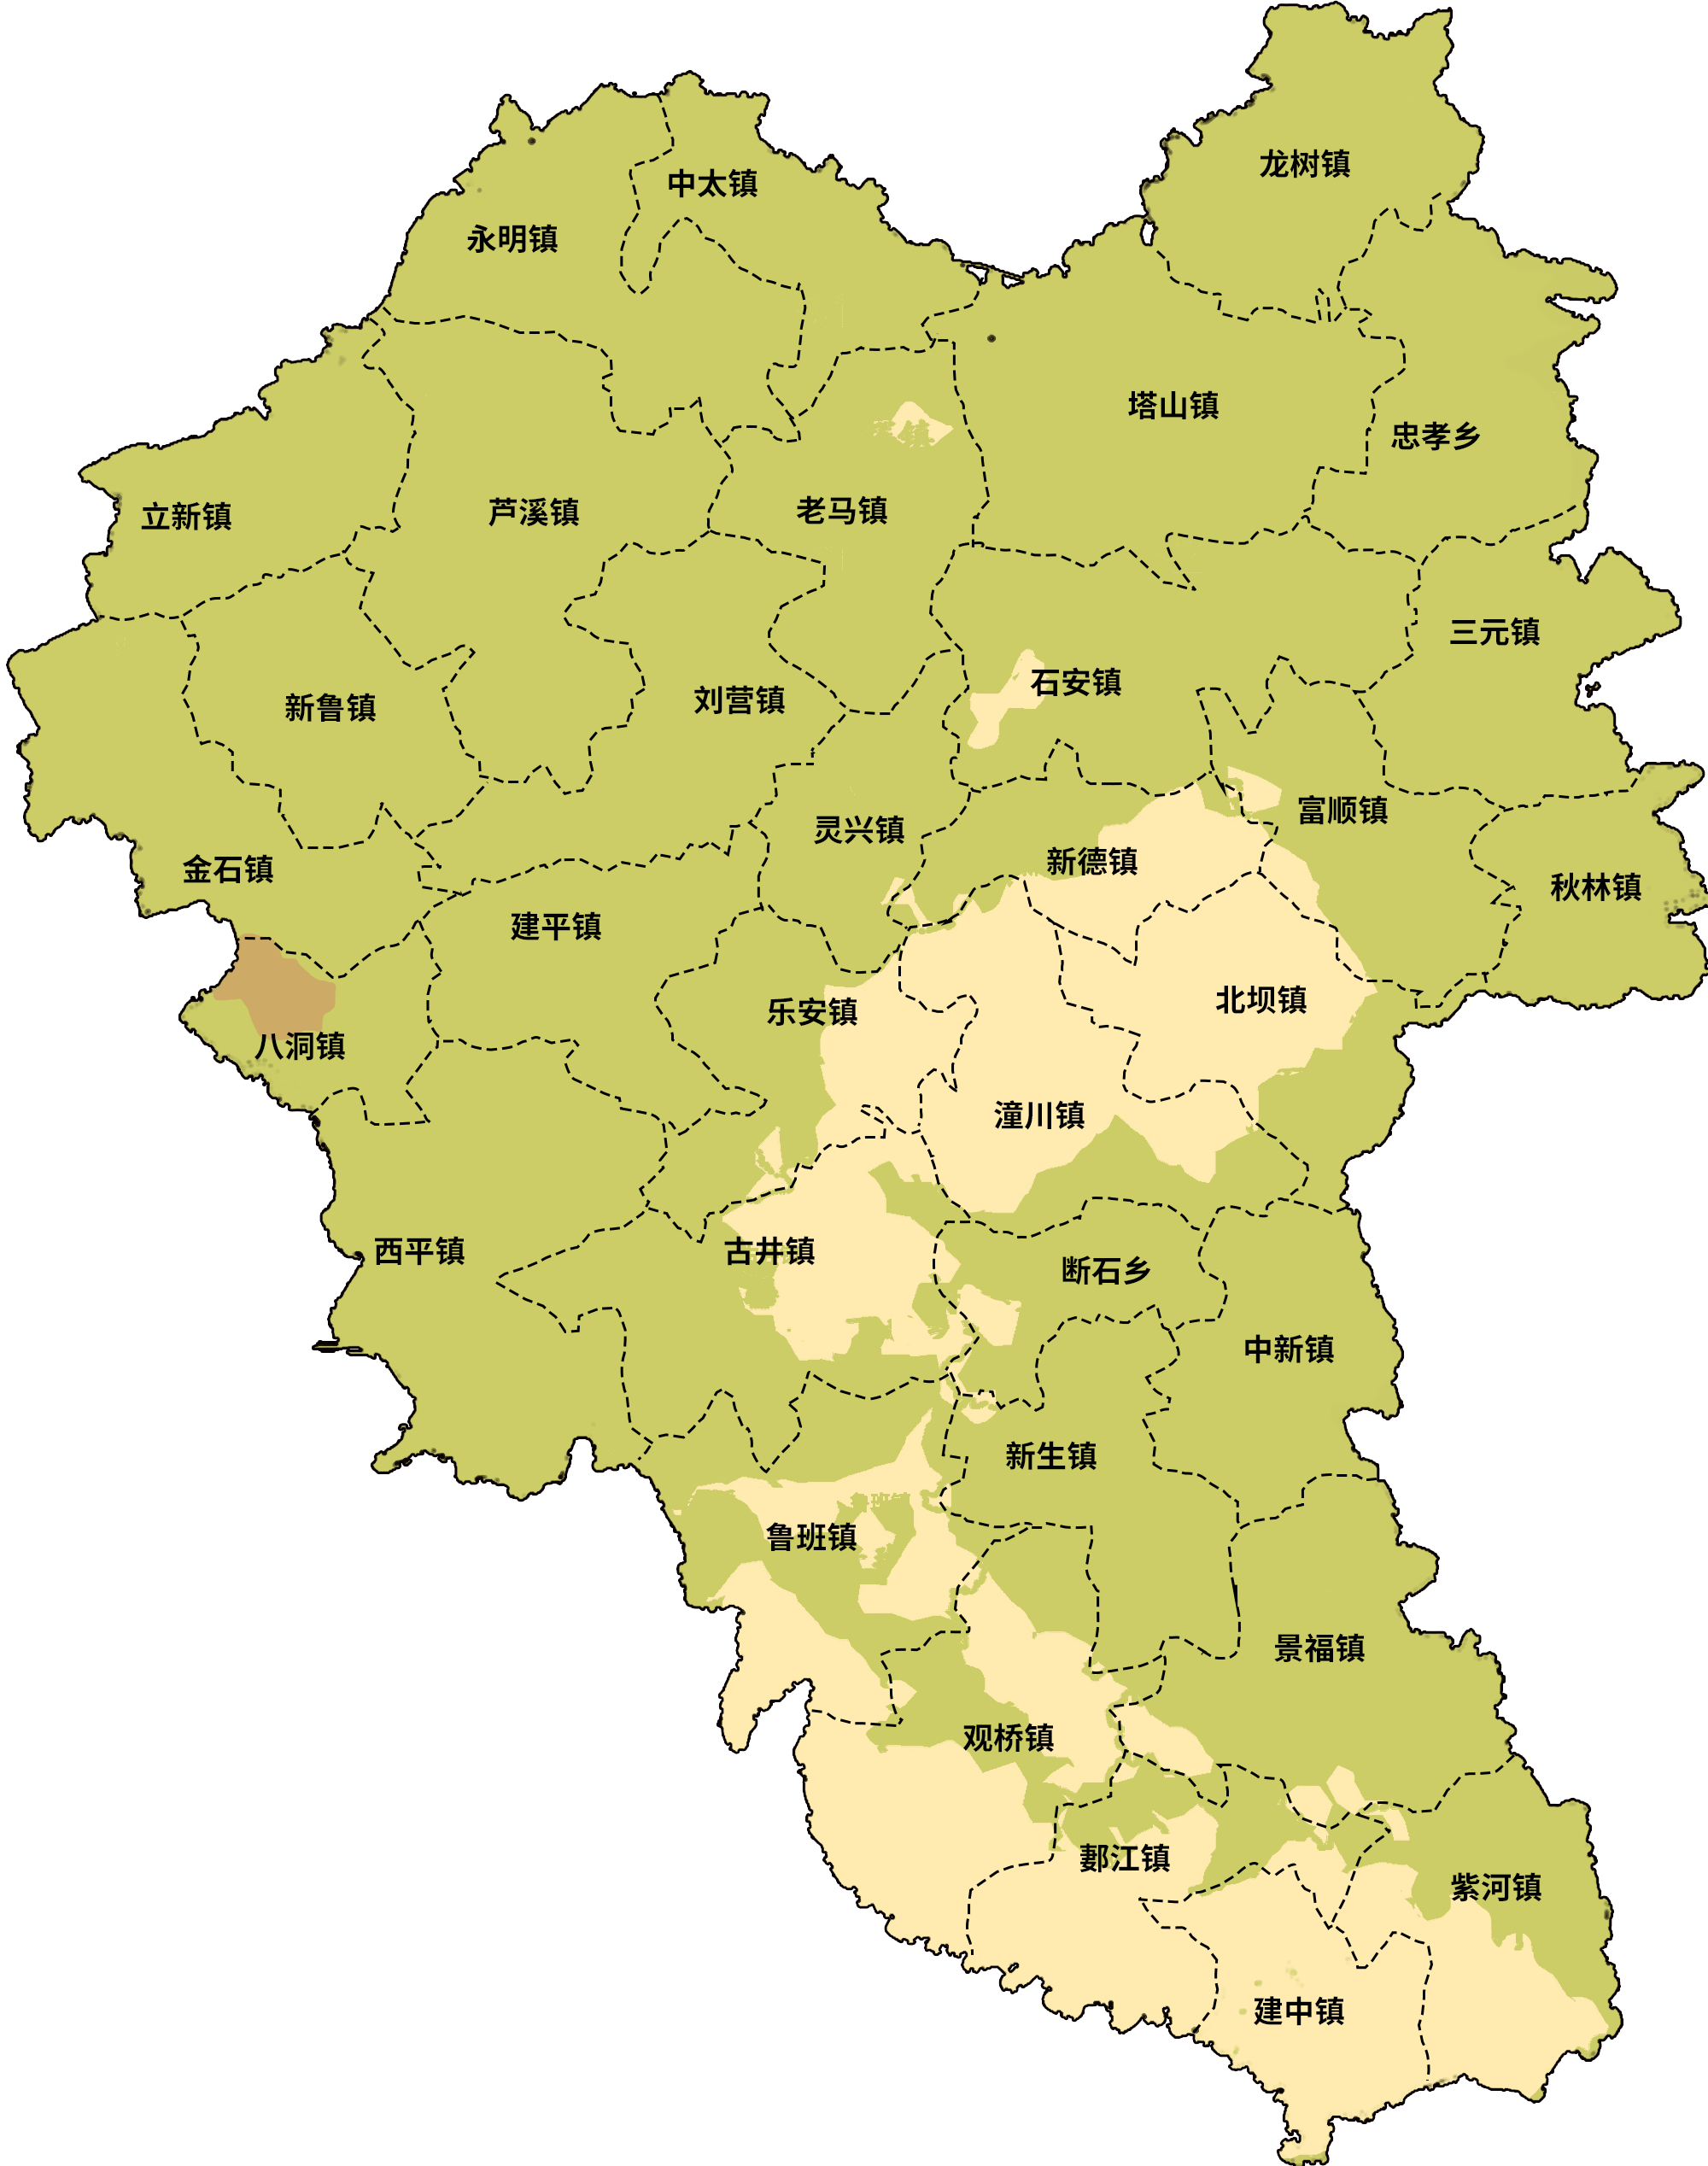 龙树镇
中太镇
永明镇
塔山镇
忠孝乡
老马镇
芦溪镇
立新镇
三元镇
石安镇
刘营镇
新鲁镇
富顺镇
灵兴镇
新德镇
金石镇
秋林镇
建平镇
北坝镇
乐安镇
八洞镇
潼川镇
古井镇
西平镇
断石乡
中新镇
新生镇
鲁班镇
景福镇
观桥镇
郪江镇
紫河镇
建中镇